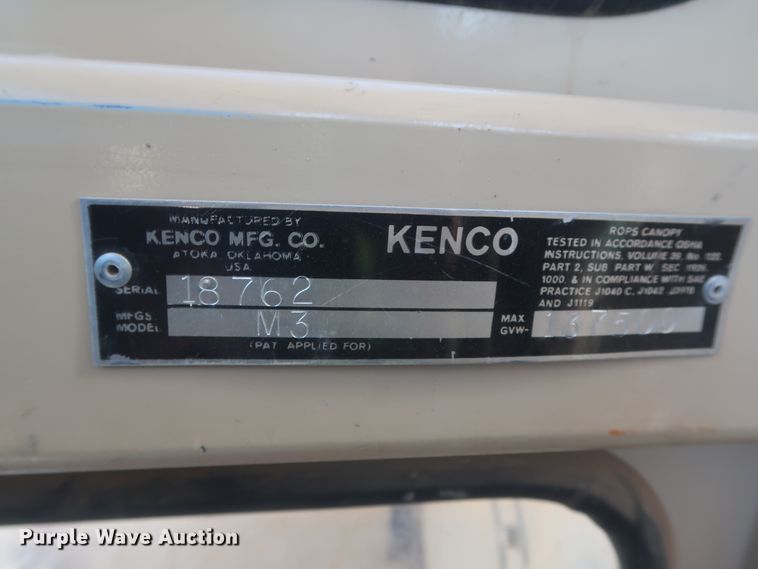 MANUFACTURED BY
KENCO MFG. CO.
ATOKA OKLAHOMA
USA
SERIAL 18762
MFGS
MODEL M3
(PAT APPLIED FOR)
KENCO
ROPS CANOPY
TESTED IN ACCORDANCE OSHA
INSTRUCTIONS, VOLUME 39, No. 122,
PART 2, SUB PART W, SEC
1000, & IN COMPLIANCE WITH SAE
PRACTICE J1040 C, J1042
AND J1119
MAX
GVW- 137500
Purple Wave Auction